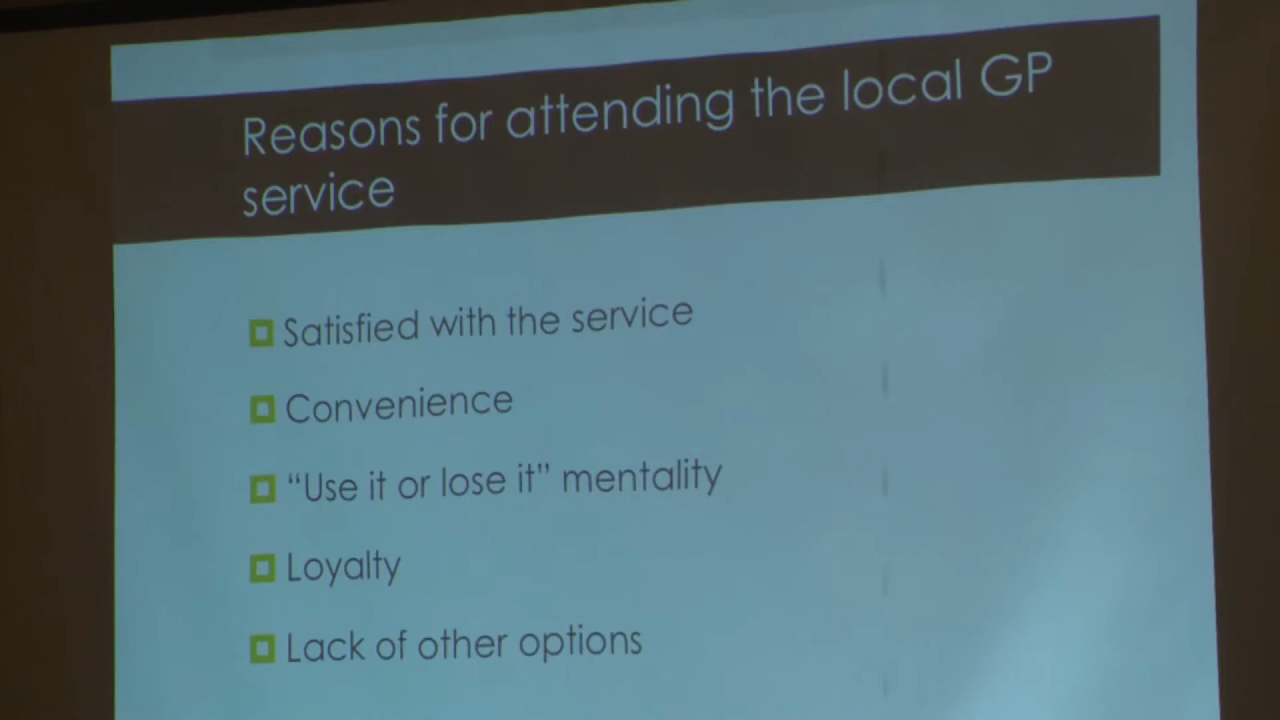 Reasons for attending the local GP
service
Satisfied with the service
Convenience
“Use it or lose it” mentality
Loyalty
Lack of other options